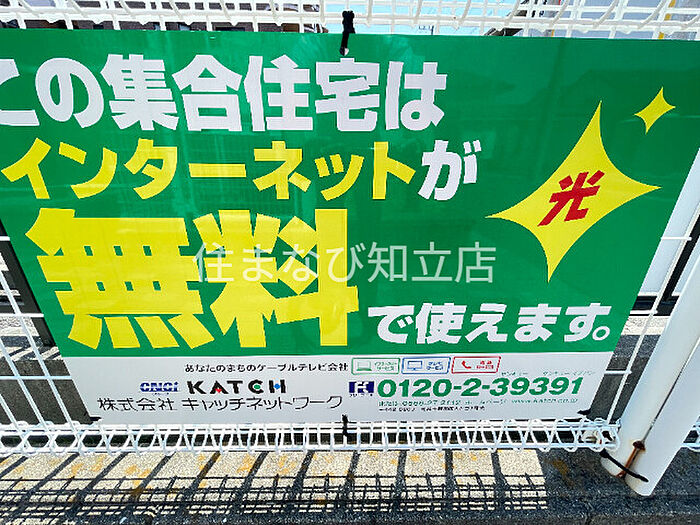 この集合住宅は
インターネットが
光
無料で使えます。
住まなび知立店
あなたのまちのケーブルテレビ会社
CNCI KATCH
株式会社 キャッチネットワーク
0120-2-39391